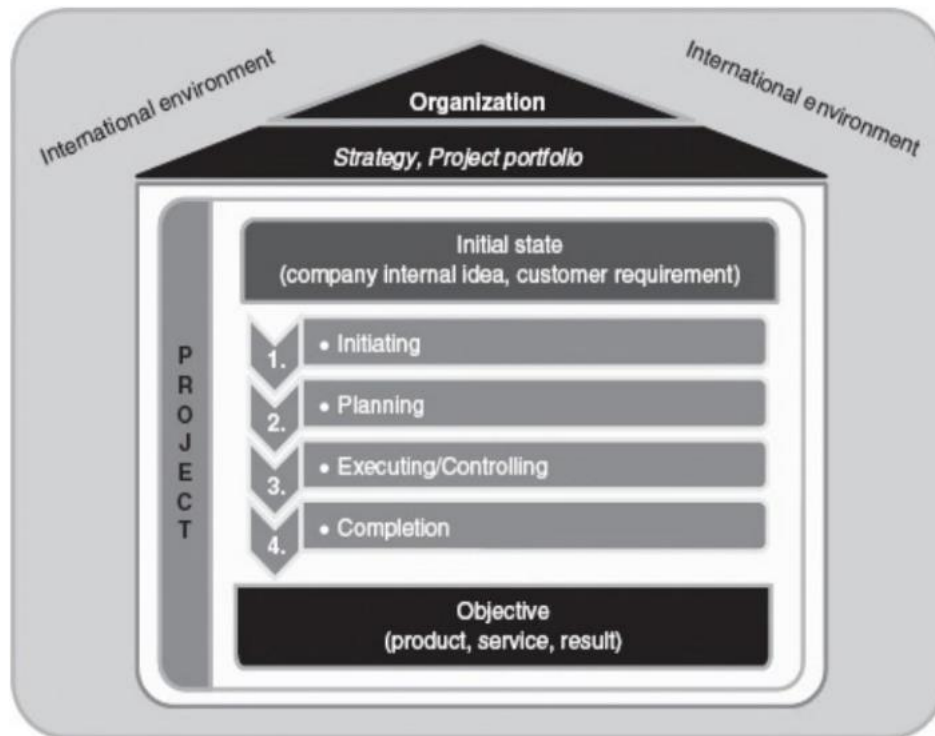 International environment
International environment
Organization
Strategy, Project portfolio
PROJECT
Initial state
(company internal idea, customer requirement)
1.
• Initiating
2.
• Planning
3.
• Executing/Controlling
4.
• Completion
Objective
(product, service, result)